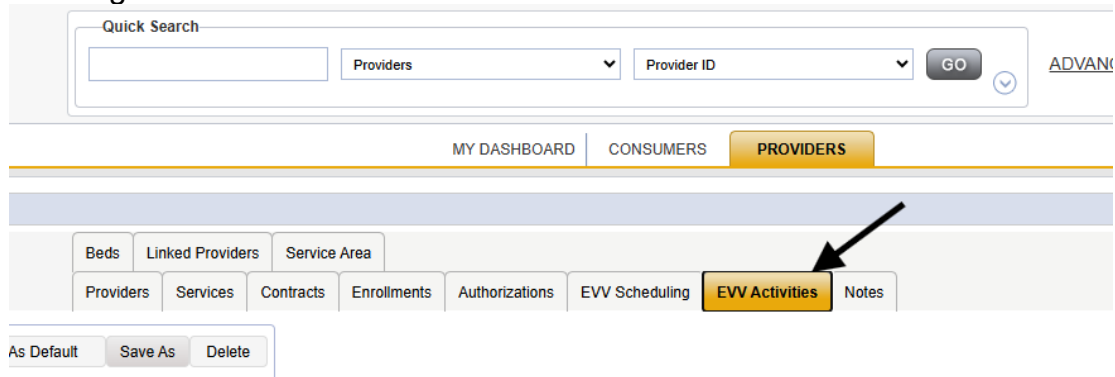 Quick Search
Providers Provider ID GO ADVANC
MY DASHBOARD CONSUMERS PROVIDERS
Beds Linked Providers Service Area
Providers Services Contracts Enrollments Authorizations EVV Scheduling EVV Activities Notes
As Default Save As Delete